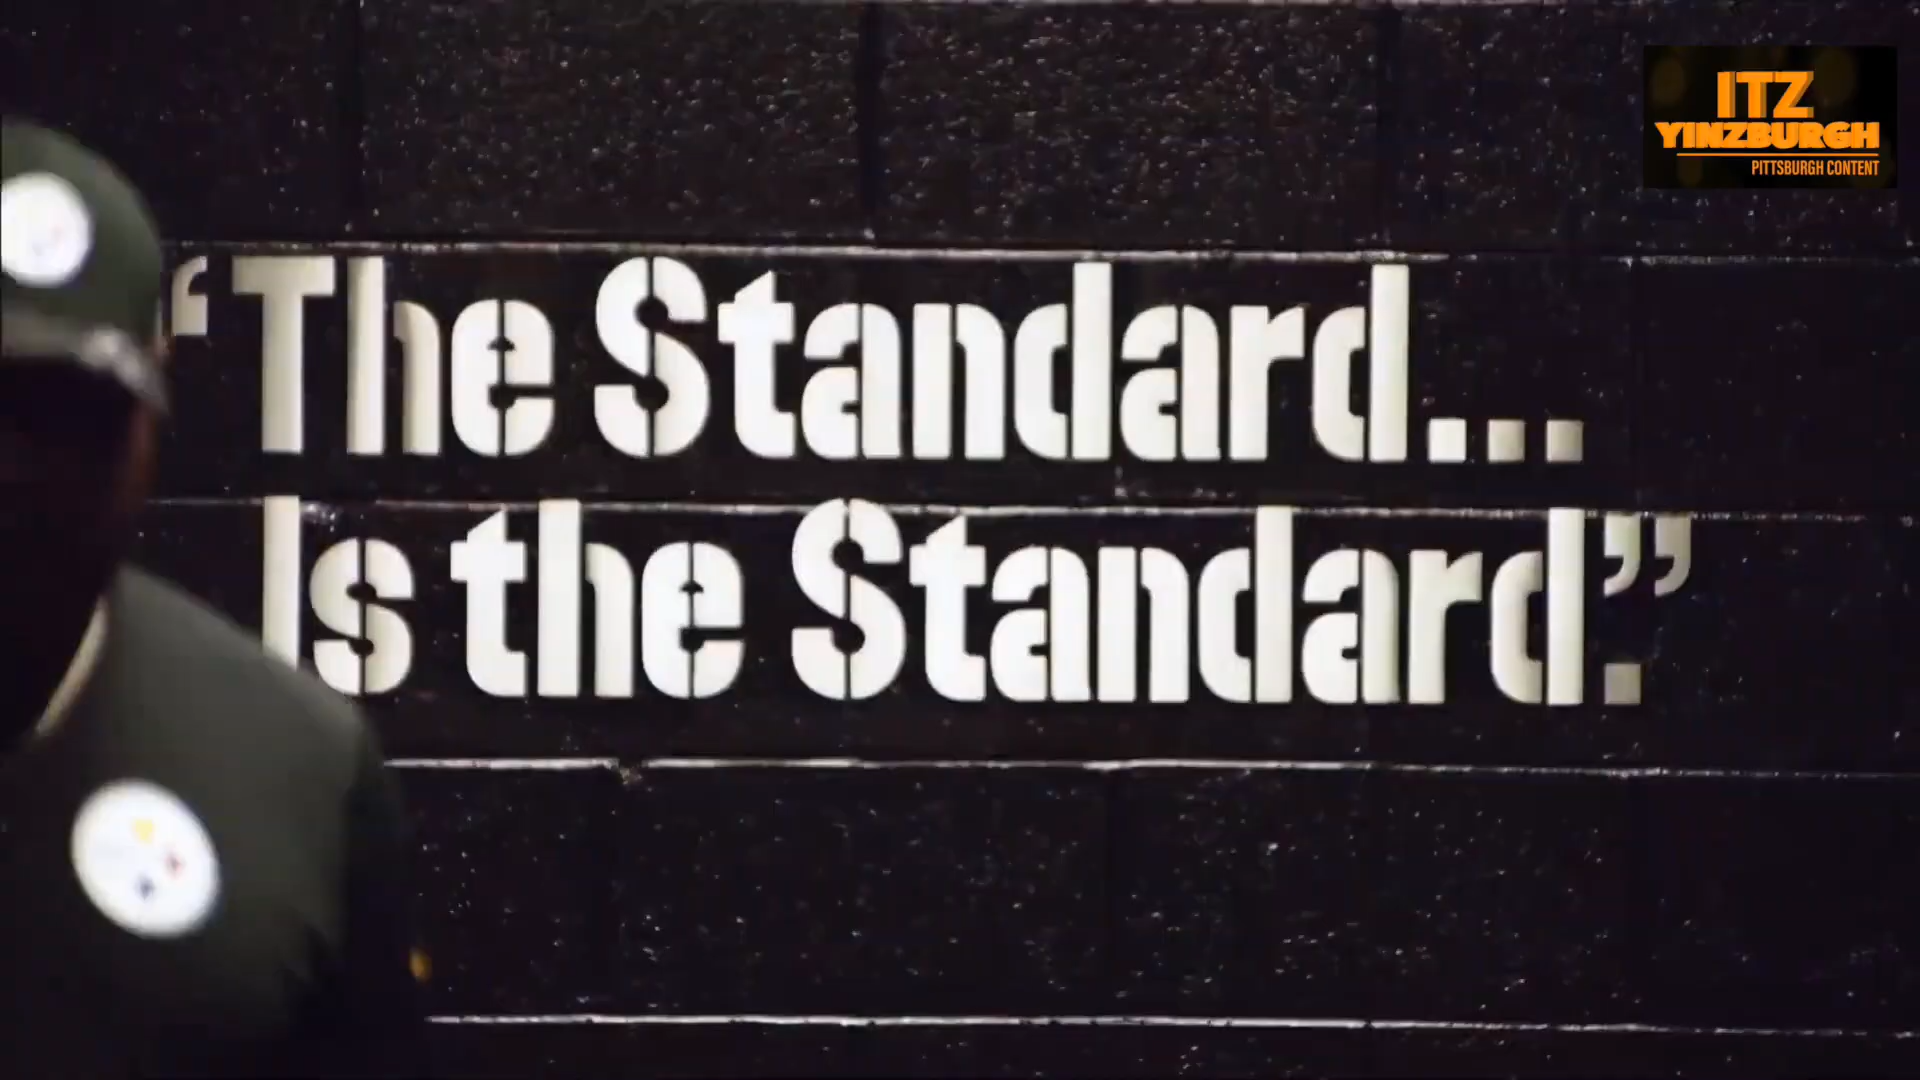 “The Standard...
Is the Standard.”
ITZ
YINZBURGH
PITTSBURGH CONTENT